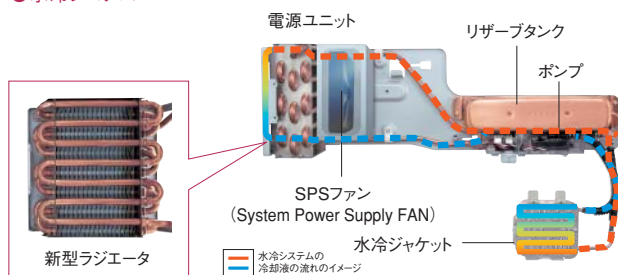 電源ユニット
リザーブタンク
ポンプ
SPSファン
(System Power Supply FAN)
水冷ジャケット
新型ラジエータ
水冷システムの
冷却液の流れのイメージ